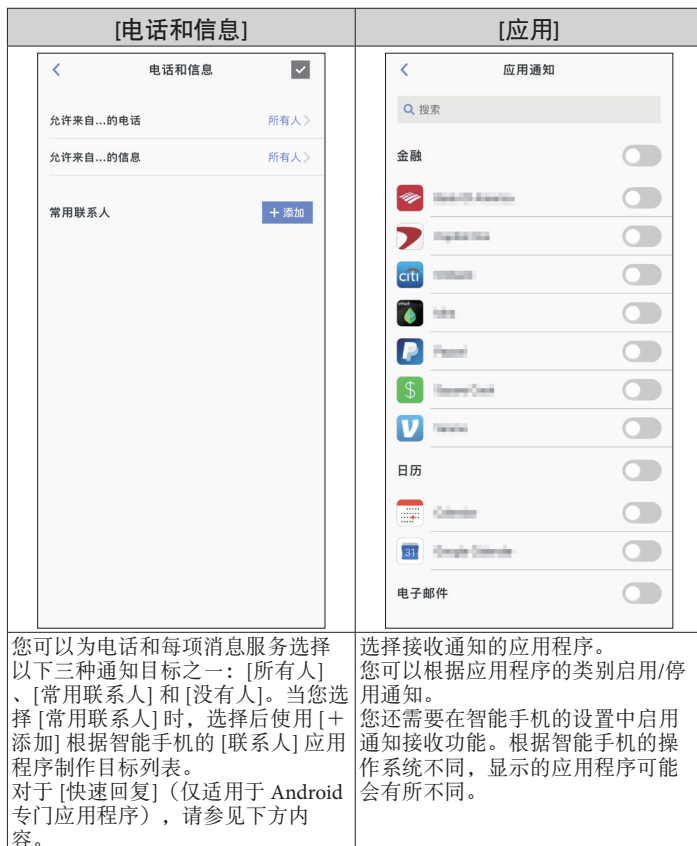 [电话和信息]
[应用]
电话和信息
允许来自...的电话 所有人
允许来自...的信息 所有人
常用联系人 + 添加
应用通知
搜索
金融
citi
$
日历
31
电子邮件
您可以为电话和每项消息服务选择
以下三种通知目标之一：[所有人]
、[常用联系人] 和 [没有人]。当您选
择 [常用联系人] 时，选择后使用 [＋
添加] 根据智能手机的 [联系人] 应用
程序制作目标列表。
对于 [快速回复]（仅适用于 Android
专门应用程序），请参见下方内
容。
选择接收通知的应用程序。
您可以根据应用程序的类别启用/停
用通知。
您还需要在智能手机的设置中启用
通知接收功能。根据智能手机的操
作系统不同，显示的应用程序可能
会有所不同。